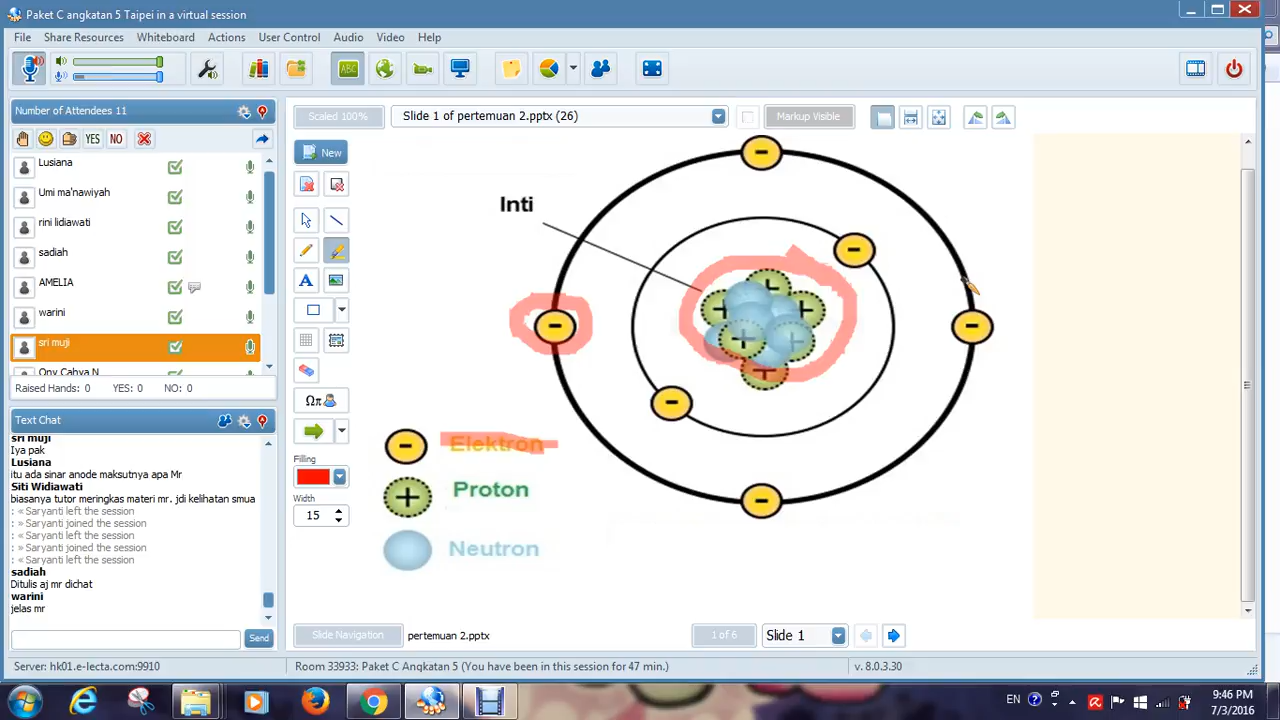 Paket C angkatan 5 Taipei in a virtual session
File Share Resources Whiteboard Actions User Control Audio Video Help
ABC
Number of Attendees 11
YES NO
Lusiana
Umi ma'nawiyah
rini lidiawati
sadiah
AMELIA
warini
sri muji
Ony Cahya N
Raised Hands: 0 YES: 0 NO: 0
Text Chat
sri muji
Iya pak
Lusiana
itu ada sinar anode maksutnya apa Mr
Siti Widiawati
biasanya tutor meringkas materi mr. jdi kelihatan smua
: « Saryanti left the session
: » Saryanti joined the session
: « Saryanti left the session
: » Saryanti joined the session
: « Saryanti left the session
sadiah
Ditulis aj mr dichat
warini
jelas mr
Send
Scaled 100%
Slide 1 of pertemuan 2.pptx (26)
Markup Visible
New
A
Ωπ
Filling
Width
15
Inti
Elektron
Proton
Neutron
Slide Navigation
pertemuan 2.pptx
1 of 6
Slide 1
Server: hk01.e-lecta.com:9910
Room 33933: Paket C Angkatan 5 (You have been in this session for 47 min.)
v. 8.0.3.30
EN
9:46 PM
7/3/2016